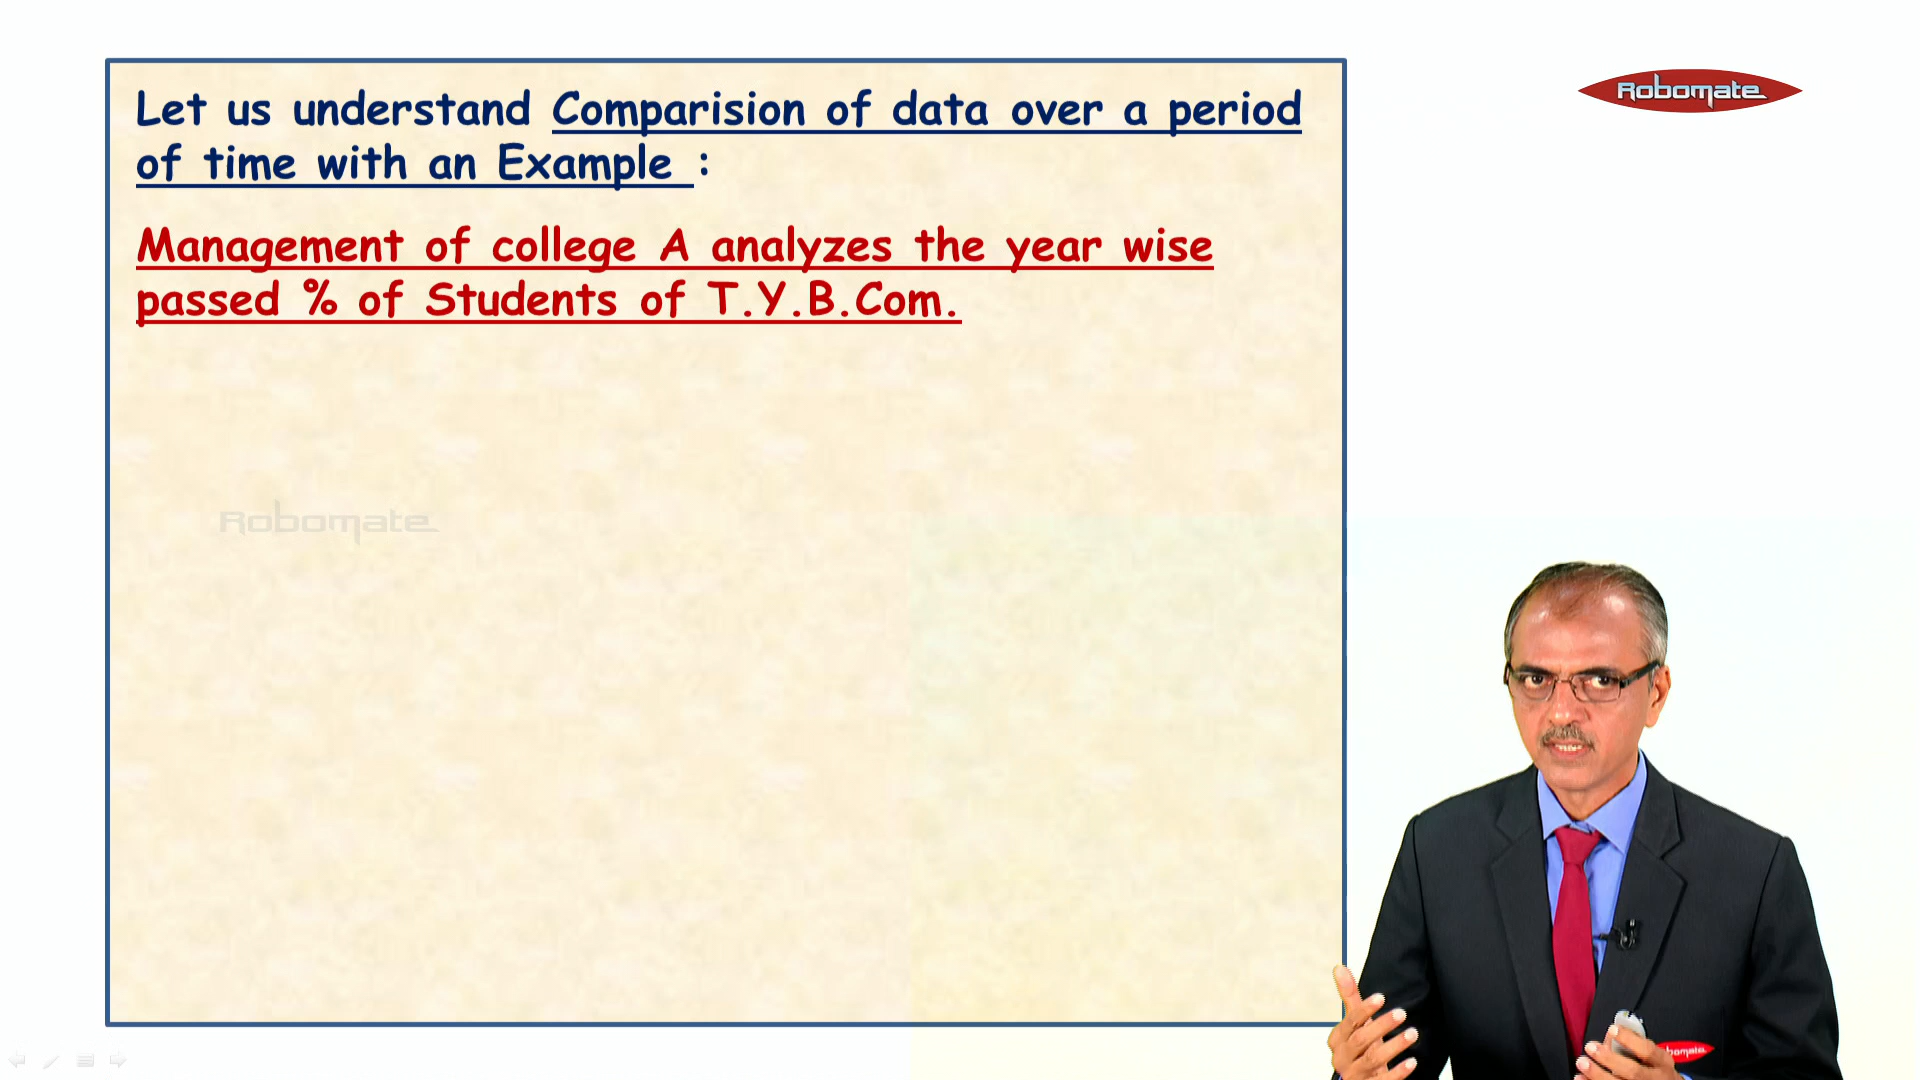 Let us understand Comparision of data over a period
of time with an Example :
Management of college A analyzes the year wise
passed % of Students of T.Y.B.Com.
Robomate
Robomate
Robomate